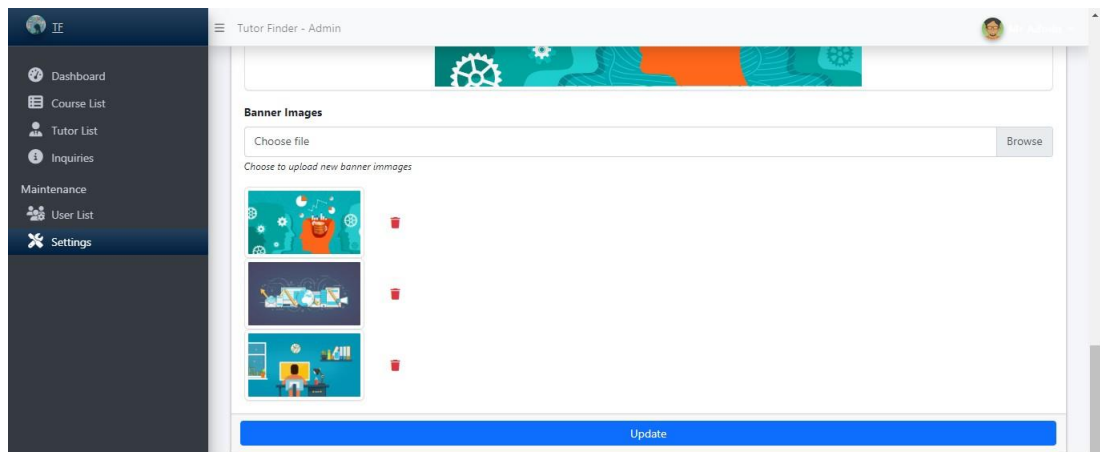 TF
Tutor Finder - Admin
Dashboard
Course List
Tutor List
Inquiries
Maintenance
User List
Settings
Banner Images
Choose file
Browse
Choose to upload new banner immages
Update